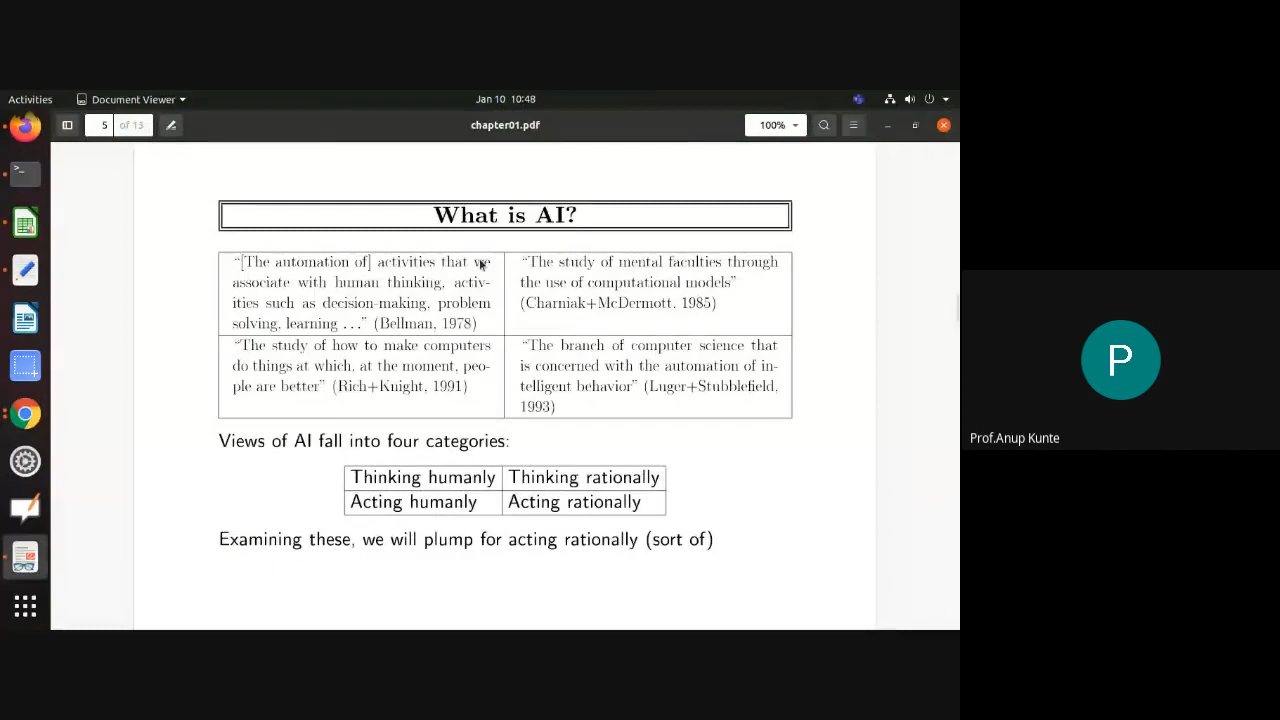 Activities
Document Viewer
Jan 10 10:48
5 of 13
chapter01.pdf
100%
What is AI?
“[The automation of] activities that we
associate with human thinking, activ-
ities such as decision-making, problem
solving, learning ...” (Bellman, 1978)
“The study of mental faculties through
the use of computational models”
(Charniak+McDermott, 1985)
“The study of how to make computers
do things at which, at the moment, peo-
ple are better” (Rich+Knight, 1991)
“The branch of computer science that
is concerned with the automation of in-
telligent behavior” (Luger+Stubblefield,
1993)
Views of AI fall into four categories:
Thinking humanly Thinking rationally
Acting humanly Acting rationally
Examining these, we will plump for acting rationally (sort of)
P
Prof.Anup Kunte